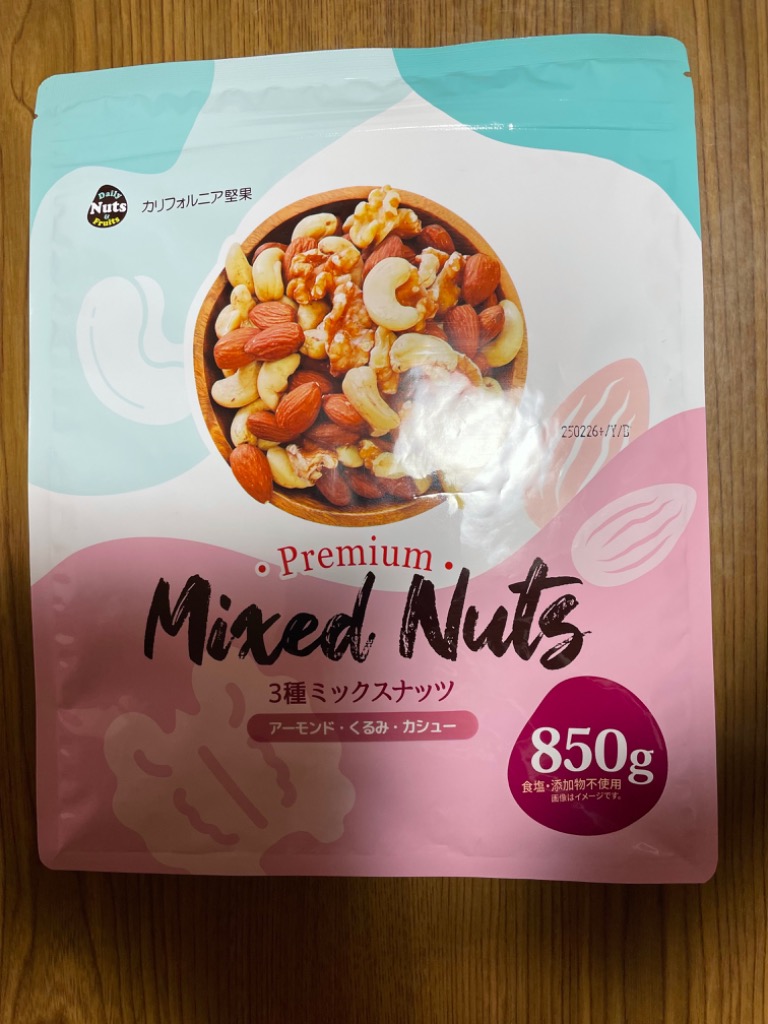 Daily
Nuts
&
Fruits
カリフォルニア堅果
250226+/Y/B
• Premium •
Mixed Nuts
3種ミックスナッツ
アーモンド・くるみ・カシュー
850g
食塩・添加物不使用
画像はイメージです。